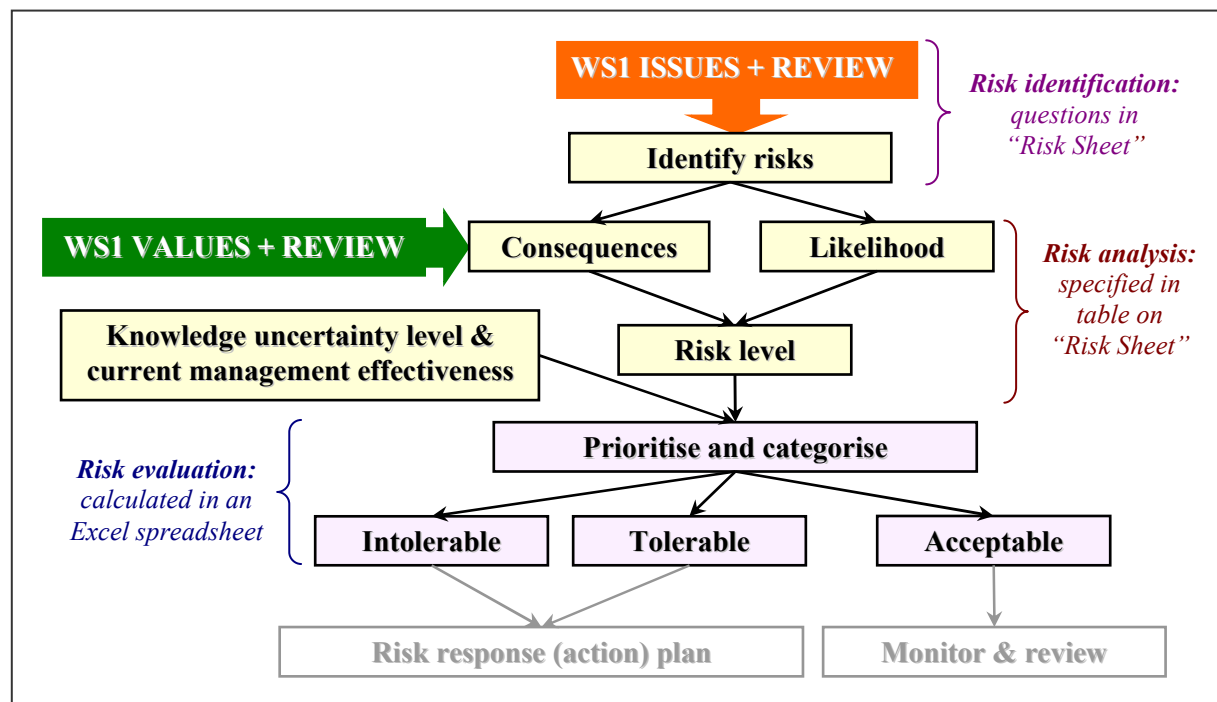 WS1 ISSUES + REVIEW
Risk identification:
questions in
“Risk Sheet”
Identify risks
WS1 VALUES + REVIEW
Consequences
Likelihood
Risk analysis:
specified in
table on
“Risk Sheet”
Knowledge uncertainty level &
current management effectiveness
Risk level
Prioritise and categorise
Risk evaluation:
calculated in an
Excel spreadsheet
Intolerable
Tolerable
Acceptable
Risk response (action) plan
Monitor & review